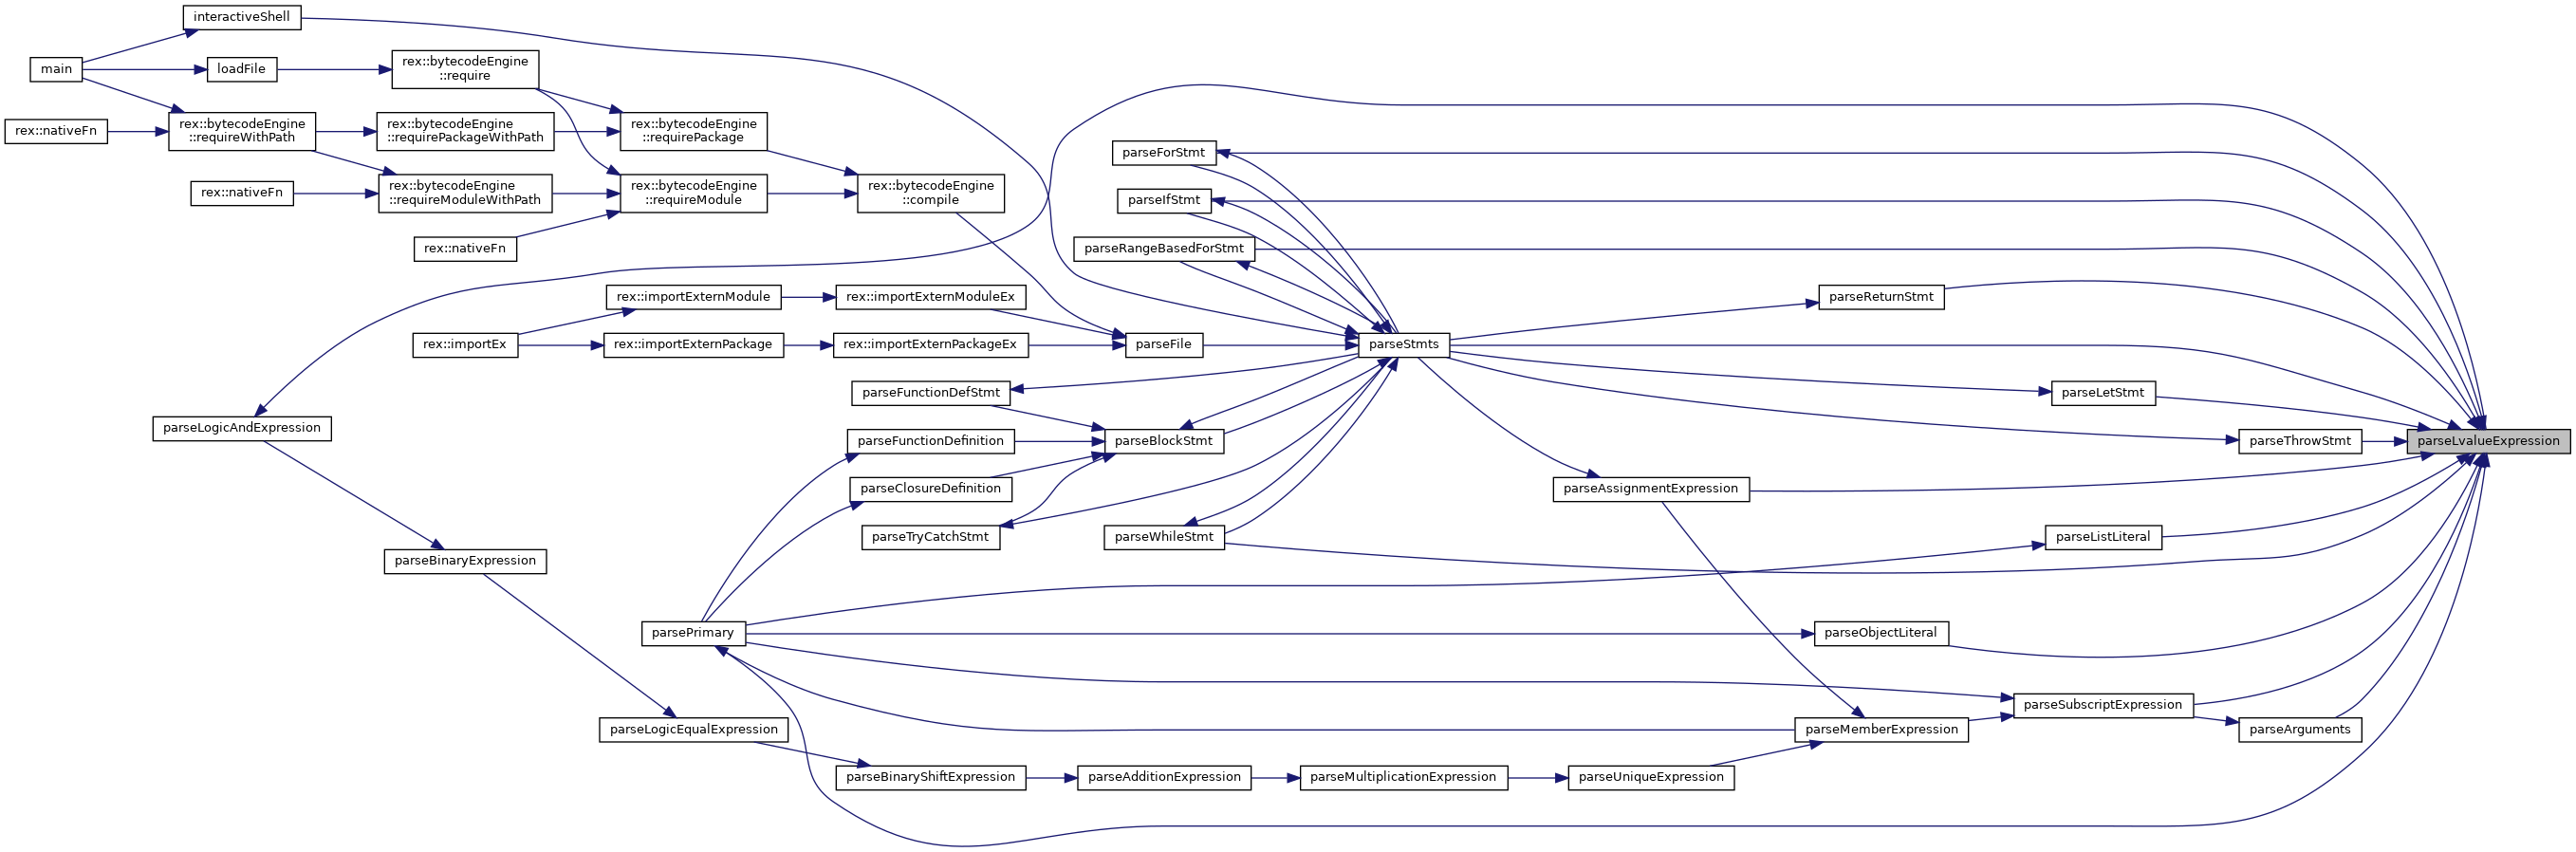 interactiveShell
main
loadFile
rex::bytecodeEngine
::require
rex::nativeFn
rex::bytecodeEngine
::requireWithPath
rex::bytecodeEngine
::requirePackageWithPath
rex::bytecodeEngine
::requirePackage
rex::nativeFn
rex::bytecodeEngine
::requireModuleWithPath
rex::bytecodeEngine
::requireModule
rex::bytecodeEngine
::compile
rex::nativeFn
parseForStmt
parseIfStmt
parseRangeBasedForStmt
rex::importExternModule
rex::importExternModuleEx
parseReturnStmt
rex::importEx
rex::importExternPackage
rex::importExternPackageEx
parseFile
parseStmts
parseFunctionDefStmt
parseLetStmt
parseLogicAndExpression
parseFunctionDefinition
parseBlockStmt
parseThrowStmt
parseLvalueExpression
parseClosureDefinition
parseAssignmentExpression
parseTryCatchStmt
parseWhileStmt
parseListLiteral
parseBinaryExpression
parsePrimary
parseObjectLiteral
parseSubscriptExpression
parseLogicEqualExpression
parseMemberExpression
parseArguments
parseBinaryShiftExpression
parseAdditionExpression
parseMultiplicationExpression
parseUniqueExpression